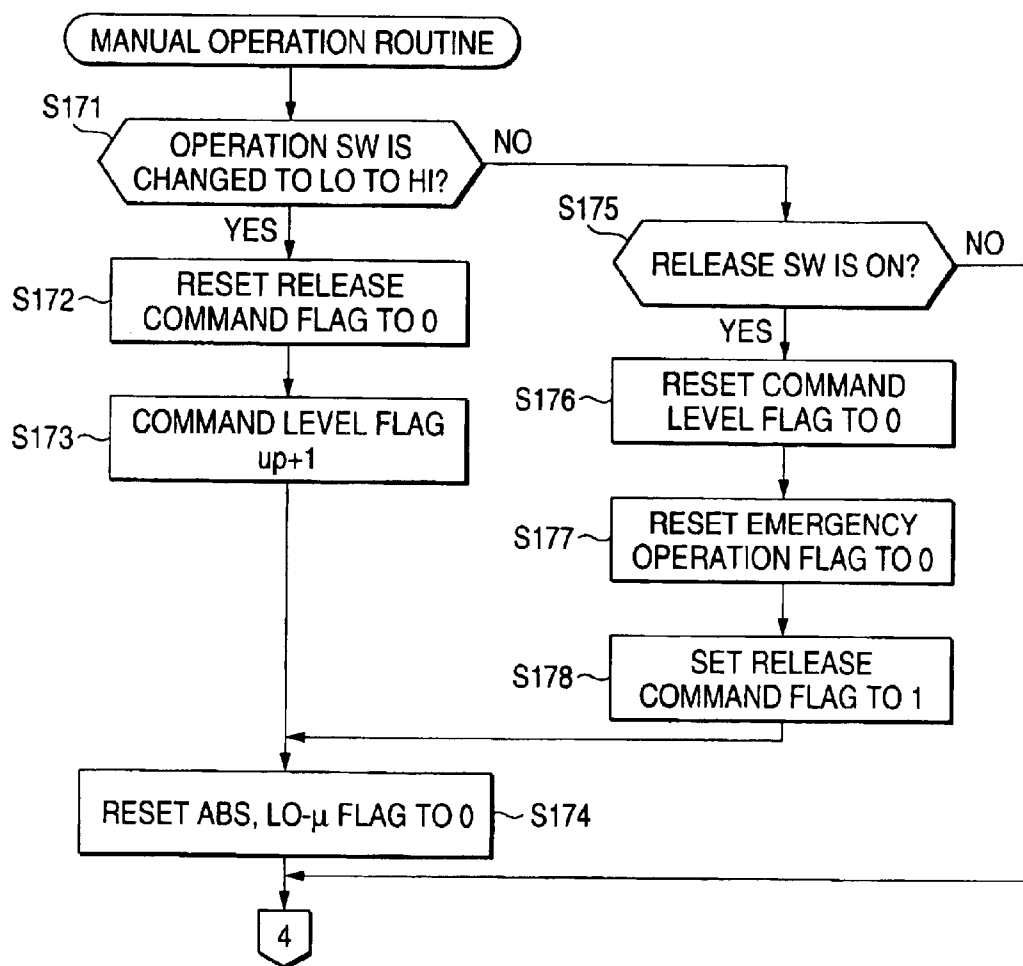 MANUAL OPERATION ROUTINE
S171
OPERATION SW IS
CHANGED TO LO TO HI?
NO
YES
S172
RESET RELEASE
COMMAND FLAG TO 0
S173
COMMAND LEVEL FLAG
up+1
S175
RELEASE SW IS ON?
NO
YES
S176
RESET COMMAND
LEVEL FLAG TO 0
S177
RESET EMERGENCY
OPERATION FLAG TO 0
S178
SET RELEASE
COMMAND FLAG TO 1
RESET ABS, LO-μ FLAG TO 0
S174
4